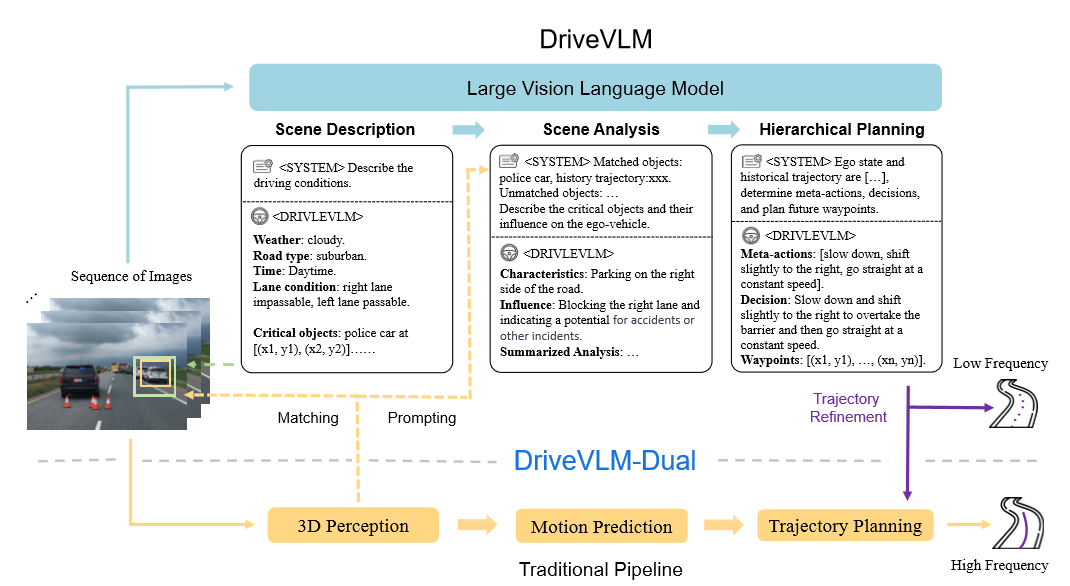 DriveVLM
Large Vision Language Model
Scene Description
<SYSTEM> Describe the
driving conditions.
<DRIVLEVLM>
Weather: cloudy.
Road type: suburban.
Time: Daytime.
Lane condition: right lane
impassable, left lane passable.
Critical objects: police car at
[(x1, y1), (x2, y2)]……
Scene Analysis
<SYSTEM> Matched objects:
police car, history trajectory:xxx.
Unmatched objects: …
Describe the critical objects and their
influence on the ego-vehicle.
<DRIVLEVLM>
Characteristics: Parking on the right
side of the road.
Influence: Blocking the right lane and
indicating a potential for accidents or
other incidents.
Summarized Analysis: …
Hierarchical Planning
<SYSTEM> Ego state and
historical trajectory are […],
determine meta-actions, decisions,
and plan future waypoints.
<DRIVLEVLM>
Meta-actions: [slow down, shift
slightly to the right, go straight at a
constant speed].
Decision: Slow down and shift
slightly to the right to overtake the
barrier and then go straight at a
constant speed.
Waypoints: [(x1, y1), …, (xn, yn)].
Sequence of Images
…
Matching
Prompting
Trajectory
Refinement
Low Frequency
DriveVLM-Dual
3D Perception
Motion Prediction
Trajectory Planning
High Frequency
Traditional Pipeline